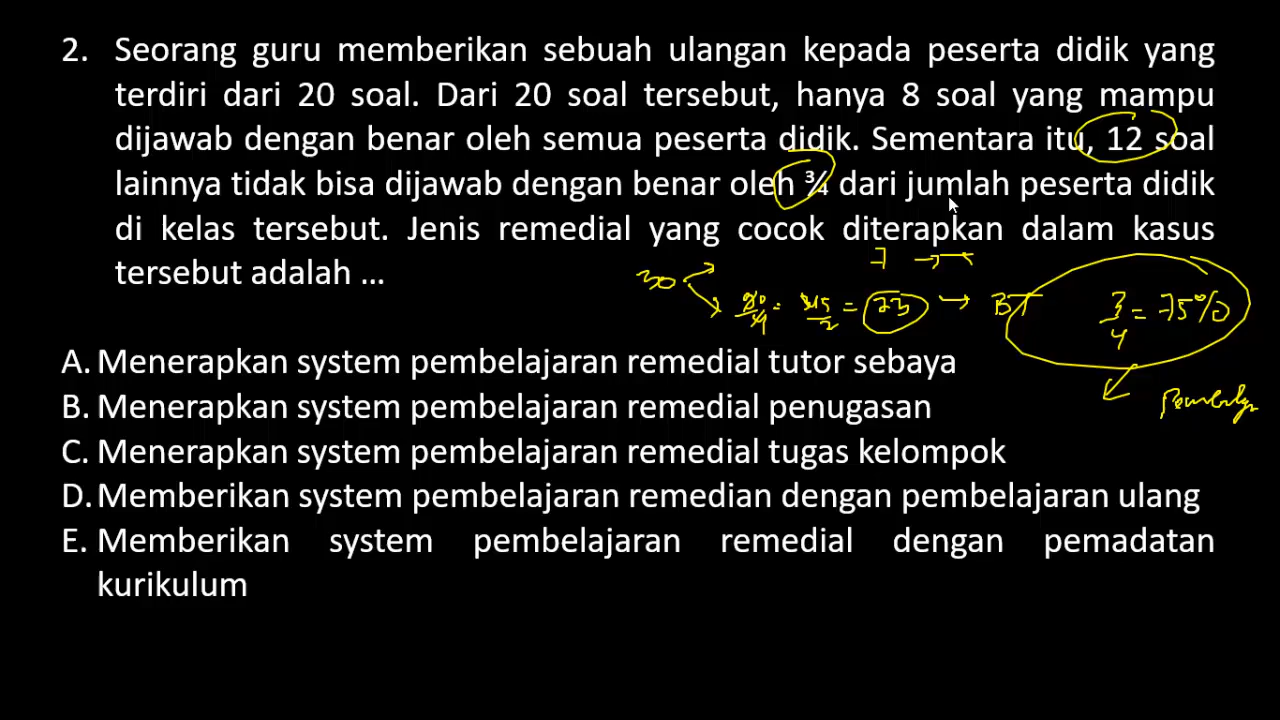 2. Seorang guru memberikan sebuah ulangan kepada peserta didik yang
terdiri dari 20 soal. Dari 20 soal tersebut, hanya 8 soal yang mampu
dijawab dengan benar oleh semua peserta didik. Sementara itu, 12 soal
lainnya tidak bisa dijawab dengan benar oleh ¾ dari jumlah peserta didik
di kelas tersebut. Jenis remedial yang cocok diterapkan dalam kasus
tersebut adalah ...
7
30
= 23
BT
3/4 = 75%
A. Menerapkan system pembelajaran remedial tutor sebaya
B. Menerapkan system pembelajaran remedial penugasan
C. Menerapkan system pembelajaran remedial tugas kelompok
D. Memberikan system pembelajaran remedian dengan pembelajaran ulang
E. Memberikan system pembelajaran remedial dengan pemadatan
kurikulum